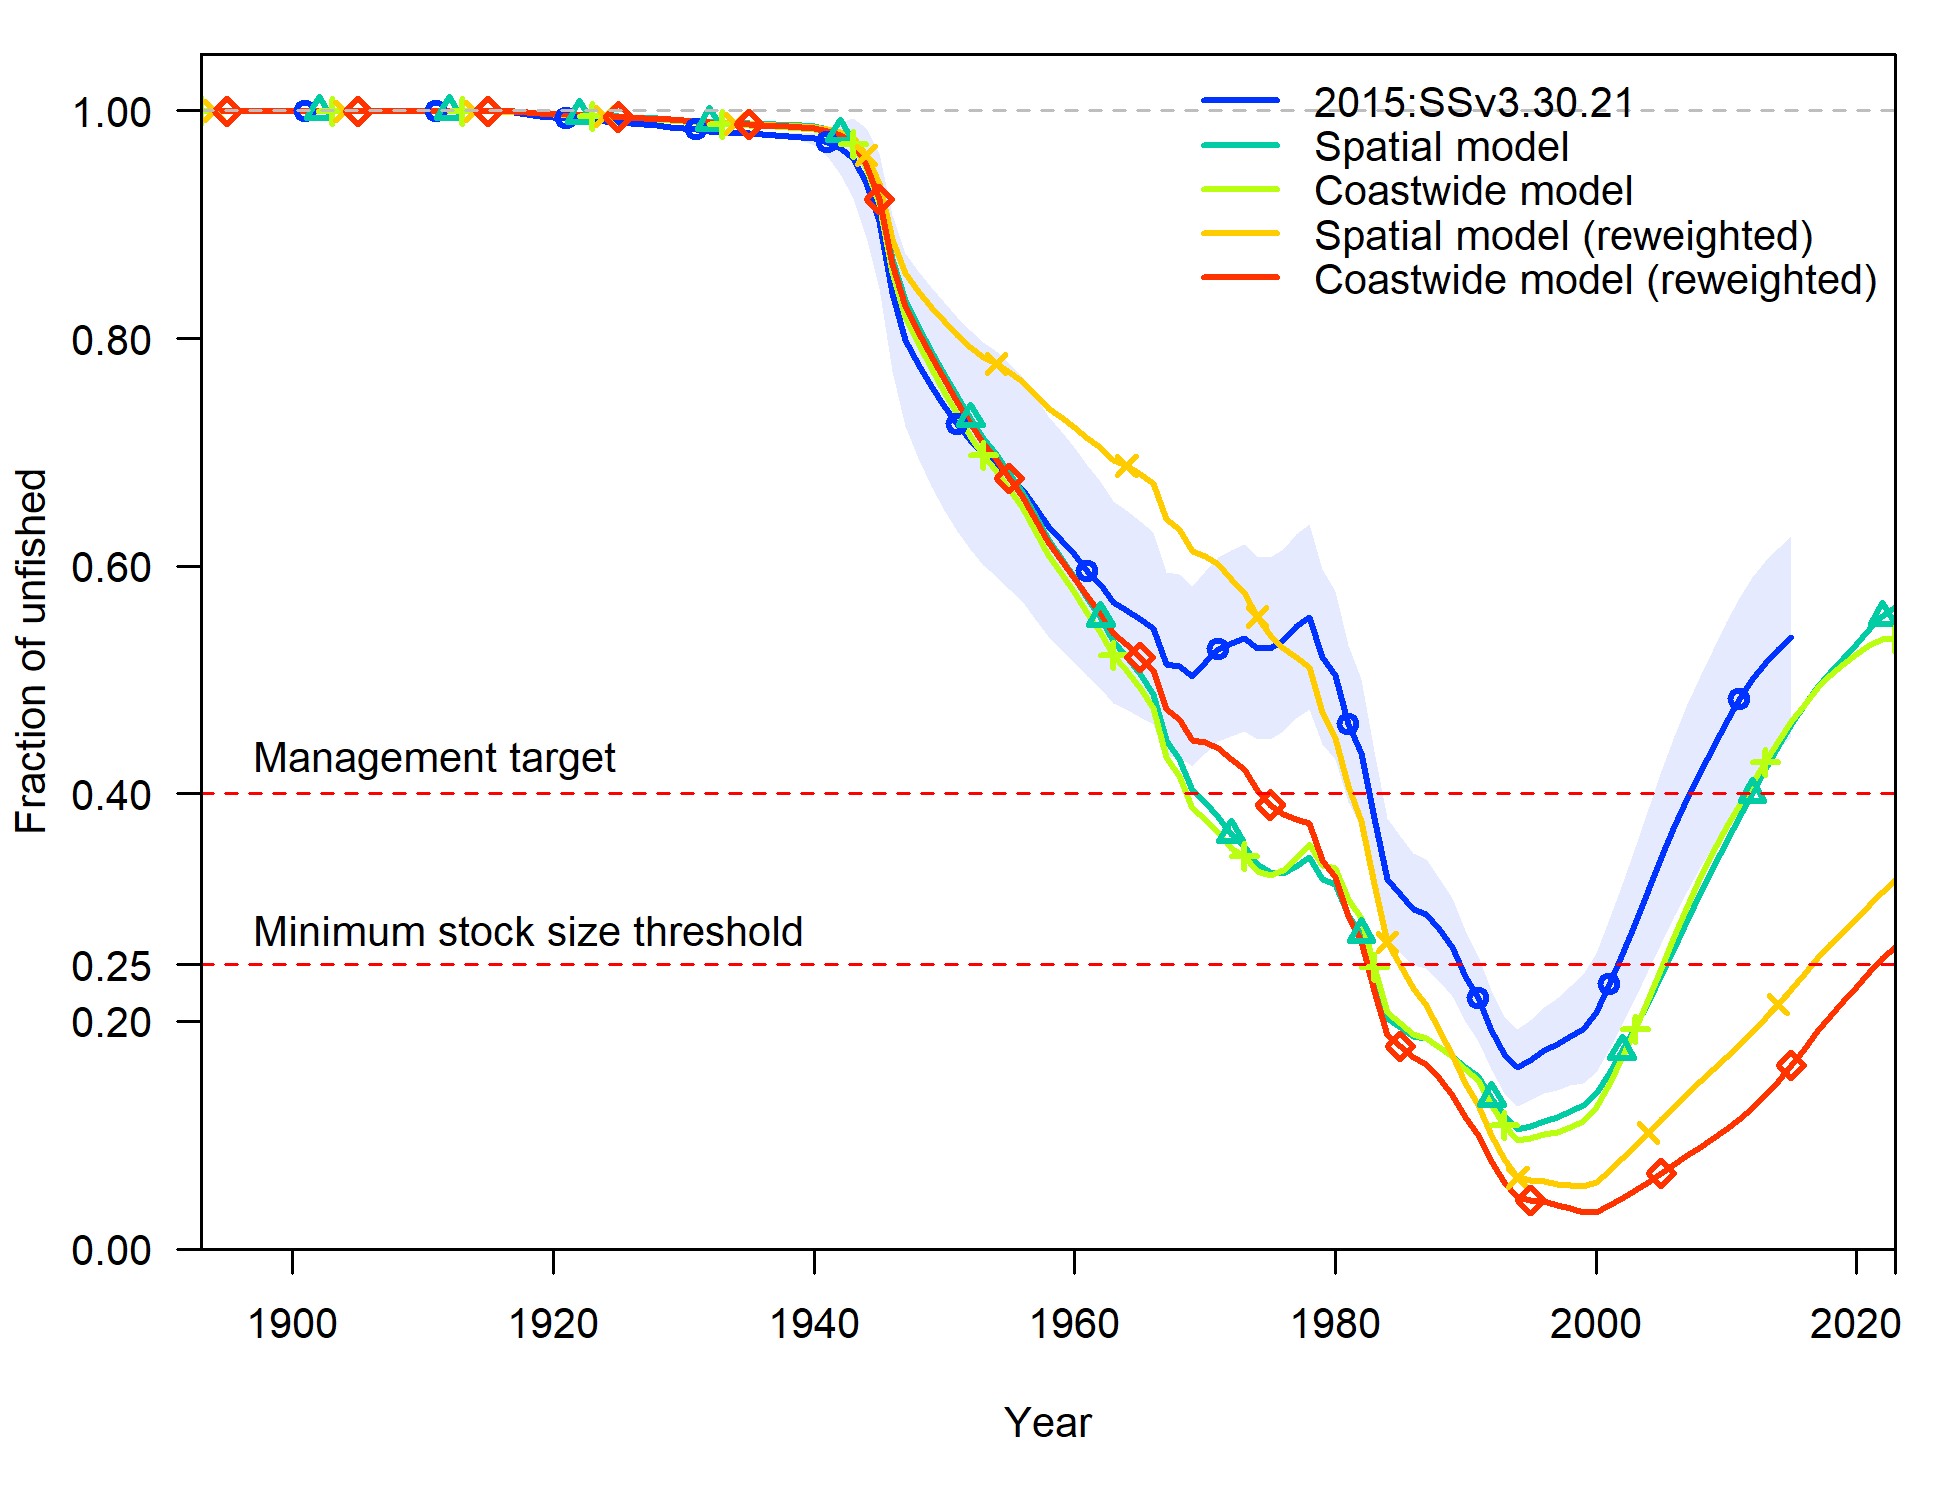 1.00
0.80
0.60
0.40
0.25
0.20
0.00
Fraction of unfished
2015:SSv3.30.21
Spatial model
Coastwide model
Spatial model (reweighted)
Coastwide model (reweighted)
Management target
Minimum stock size threshold
1900 1920 1940 1960 1980 2000 2020
Year